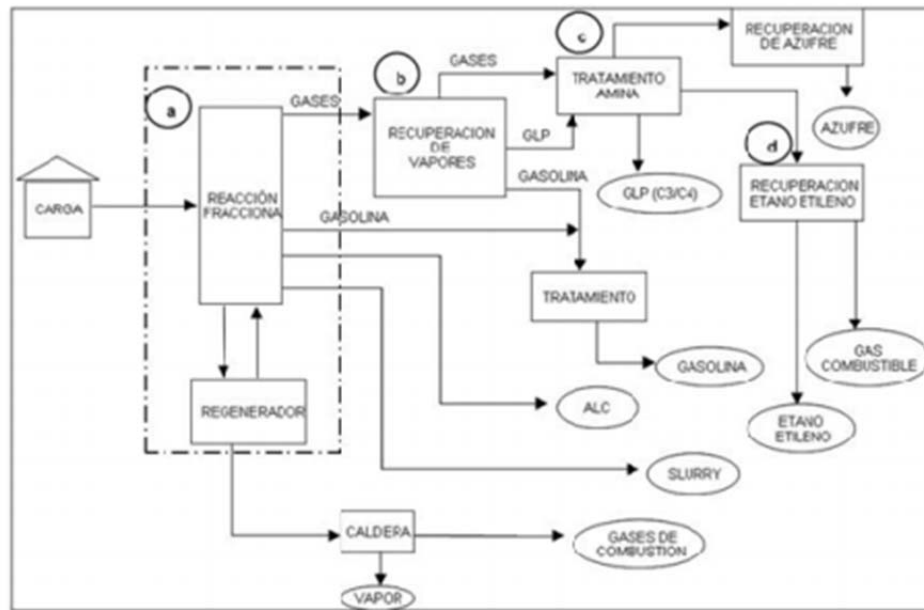 c
RECUPERACION
DE AZUFRE
b
GASES
a
GASES
TRATAMIENTO
AMINA
RECUPERACION
DE
VAPORES
GLP
AZUFRE
d
GASOLINA
GLP (C3/C4)
RECUPERACION
ETANO ETILENO
CARGA
REACCIÓN
FRACCIONA
GASOLINA
TRATAMIENTO
GASOLINA
GAS
COMBUSTIBLE
REGENERADOR
ALC
ETANO
ETILENO
SLURRY
CALDERA
GASES DE
COMBUSTION
VAPOR